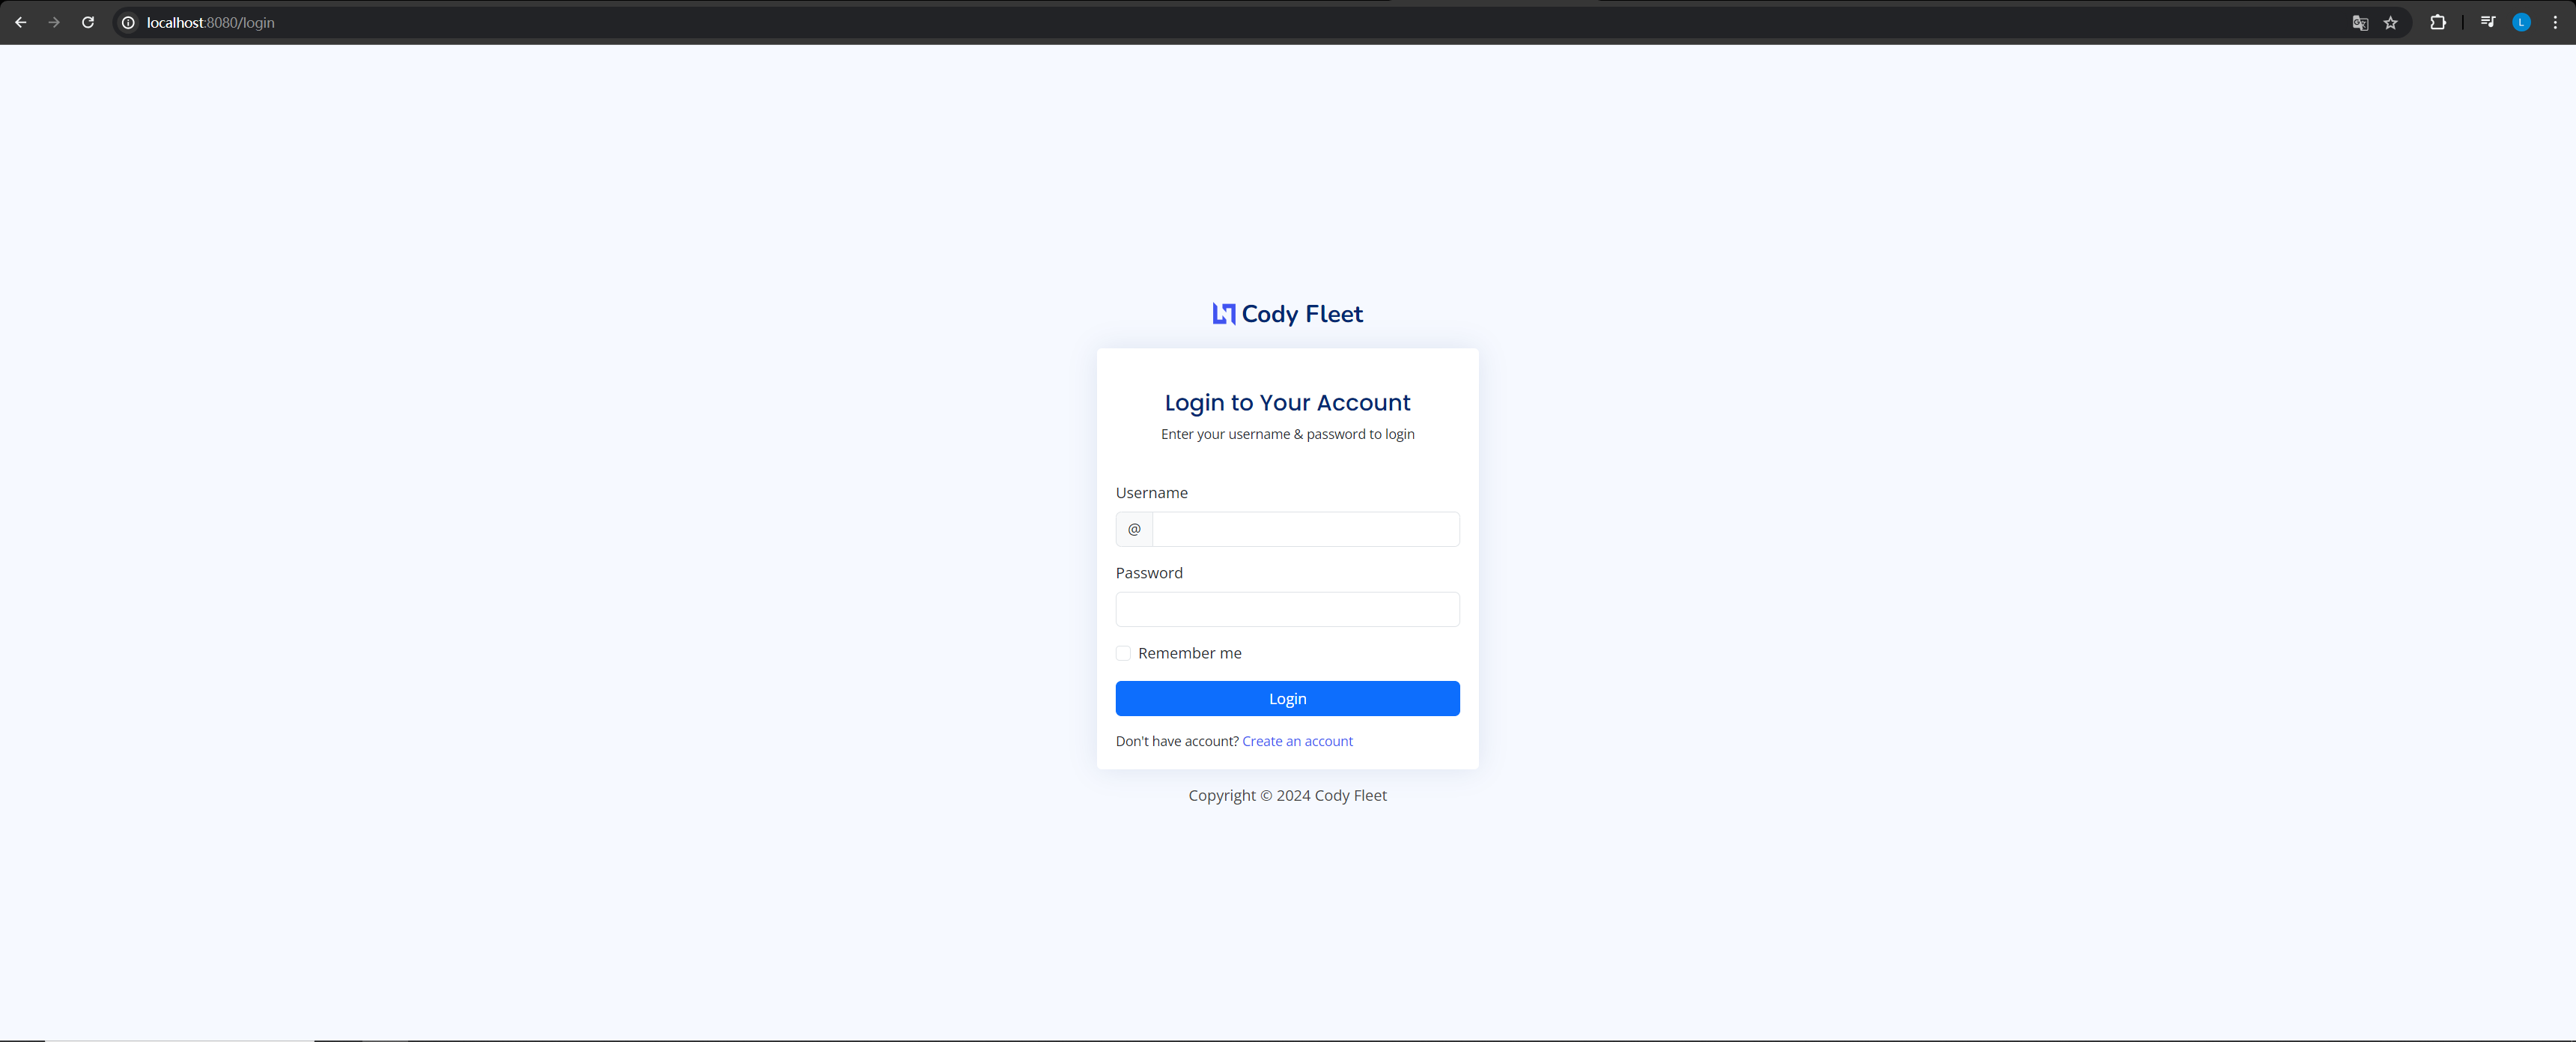 localhost:8080/login
L
Cody Fleet
Login to Your Account
Enter your username & password to login
Username
@
Password
Remember me
Login
Don't have account? Create an account
Copyright © 2024 Cody Fleet